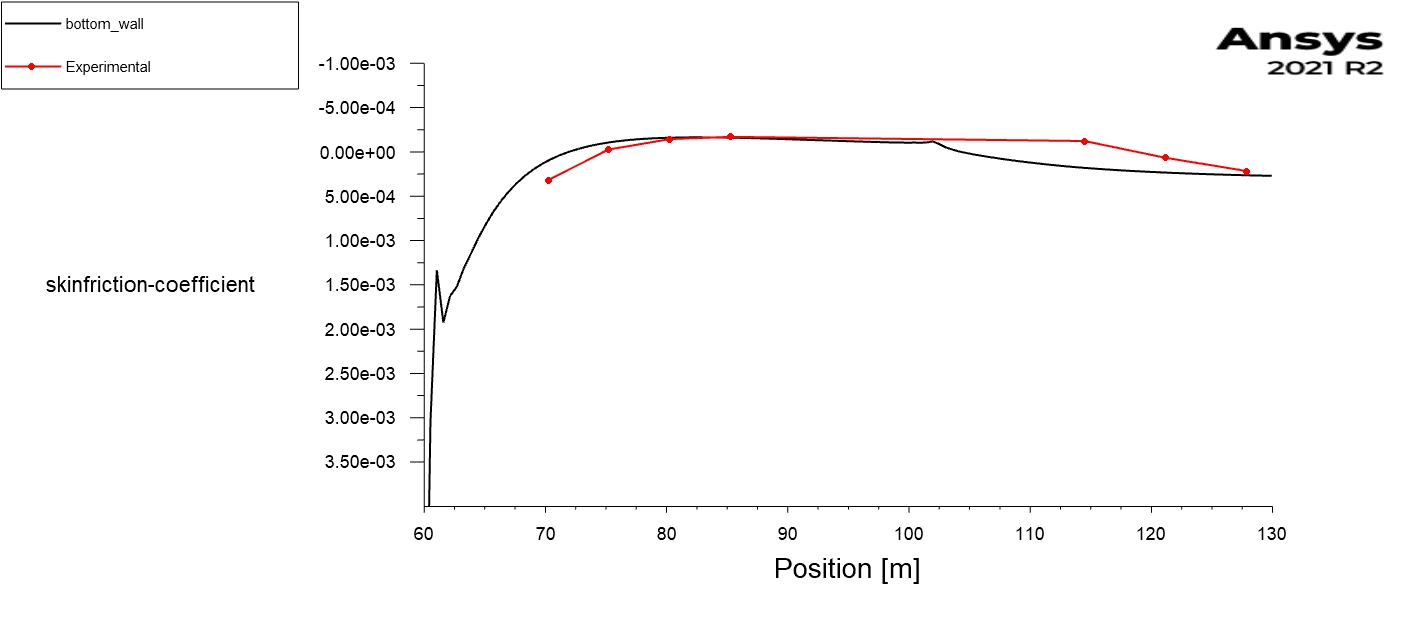 bottom_wall
Experimental
Ansys
2021 R2
-1.00e-03
-5.00e-04
0.00e+00
5.00e-04
1.00e-03
1.50e-03
2.00e-03
2.50e-03
3.00e-03
3.50e-03
skinfriction-coefficient
60 70 80 90 100 110 120 130
Position [m]